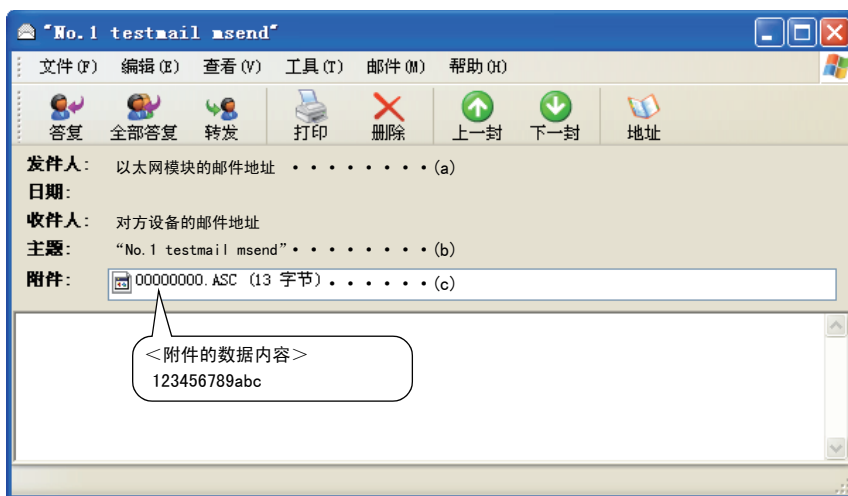 "No.1 testmail msend"
文件(F) 编辑(E) 查看(V) 工具(T) 邮件(M) 帮助(H)
答复 全部答复 转发 打印 删除 上一封 下一封 地址
发件人: 以太网模块的邮件地址 ・・・・・・・・(a)
日期:
收件人: 对方设备的邮件地址
主题: “No.1 testmail msend”・・・・・・・・(b)
附件: 00000000.ASC (13 字节)・・・・・・(c)
<附件的数据内容>
123456789abc